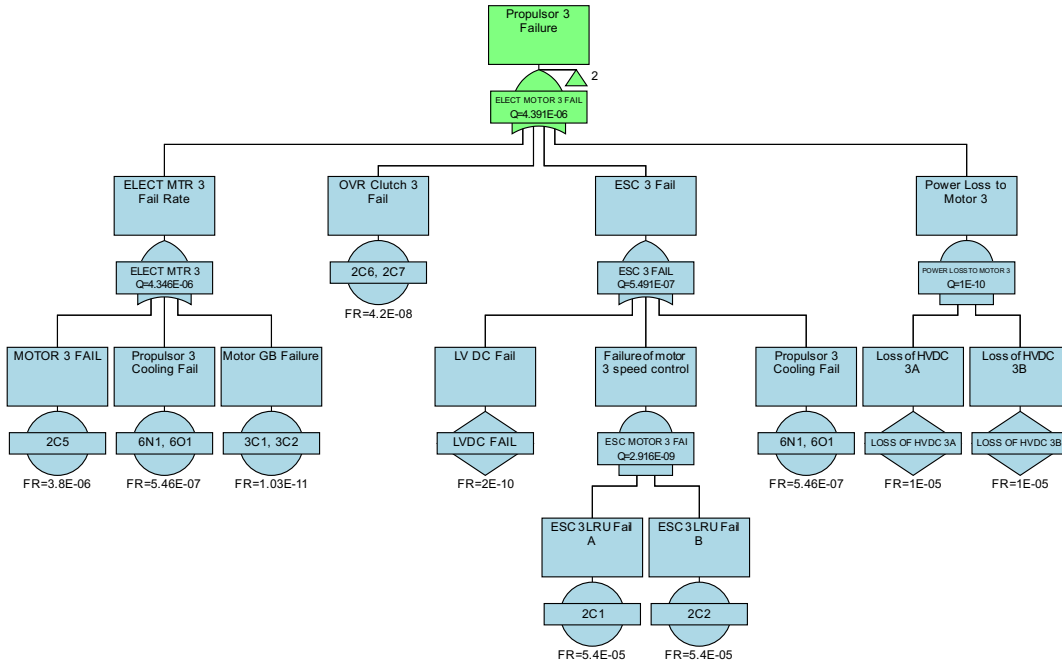 Propulsor 3
Failure
2
ELECT MOTOR 3 FAIL
Q=4.391E-06
ELECT MTR 3
Fail Rate
OVR Clutch 3
Fail
ESC 3 Fail
Power Loss to
Motor 3
ELECT MTR 3
Q=4.346E-06
2C6, 2C7
FR=4.2E-08
ESC 3 FAIL
Q=5.491E-07
POWER LOSS TO MOTOR 3
Q=1E-10
MOTOR 3 FAIL
Propulsor 3
Cooling Fail
Motor GB Failure
LV DC Fail
Failure of motor
3 speed control
Propulsor 3
Cooling Fail
Loss of HVDC
3A
Loss of HVDC
3B
2C5
FR=3.8E-06
6N1, 6O1
FR=5.46E-07
3C1, 3C2
FR=1.03E-11
LVDC FAIL
FR=2E-10
ESC MOTOR 3 FAI
Q=2.916E-09
6N1, 6O1
FR=5.46E-07
LOSS OF HVDC 3A
FR=1E-05
LOSS OF HVDC 3B
FR=1E-05
ESC 3 LRU Fail
A
ESC 3 LRU Fail
B
2C1
FR=5.4E-05
2C2
FR=5.4E-05